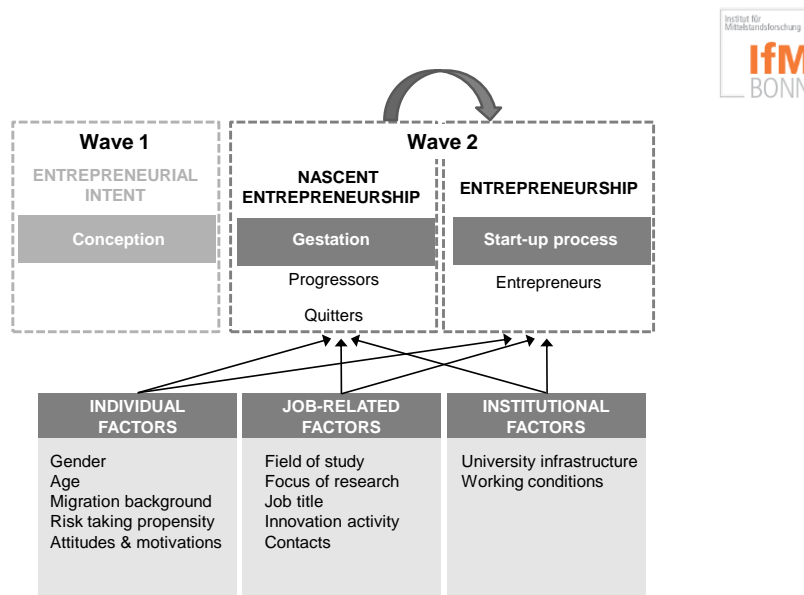 Institut für
Mittelstandsforschung
IfM
BONN
Wave 1
Wave 2
ENTREPRENEURIAL
INTENT
NASCENT
ENTREPRENEURSHIP
ENTREPRENEURSHIP
Conception
Gestation
Start-up process
Progressors
Entrepreneurs
Quitters
INDIVIDUAL
FACTORS
JOB-RELATED
FACTORS
INSTITUTIONAL
FACTORS
Gender
Age
Migration background
Risk taking propensity
Attitudes & motivations
Field of study
Focus of research
Job title
Innovation activity
Contacts
University infrastructure
Working conditions